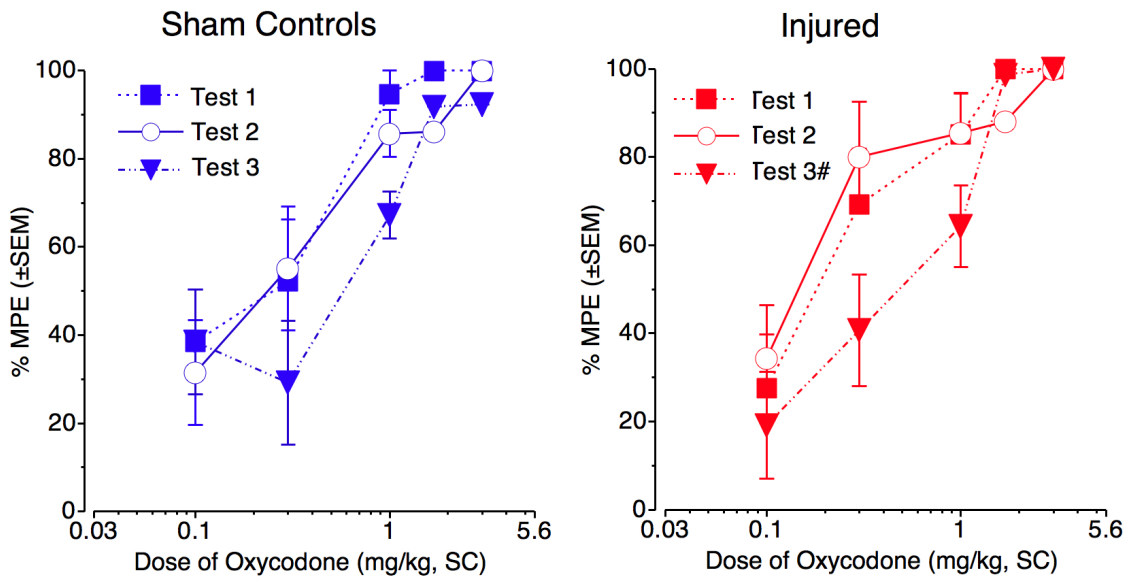 Sham Controls
100
80
60
40
20
0
% MPE (±SEM)
Test 1
Test 2
Test 3
0.03
0.1
1
5.6
Dose of Oxycodone (mg/kg, SC)
Injured
100
80
60
40
20
0
% MPE (±SEM)
Test 1
Test 2
Test 3#
0.03
0.1
1
5.6
Dose of Oxycodone (mg/kg, SC)